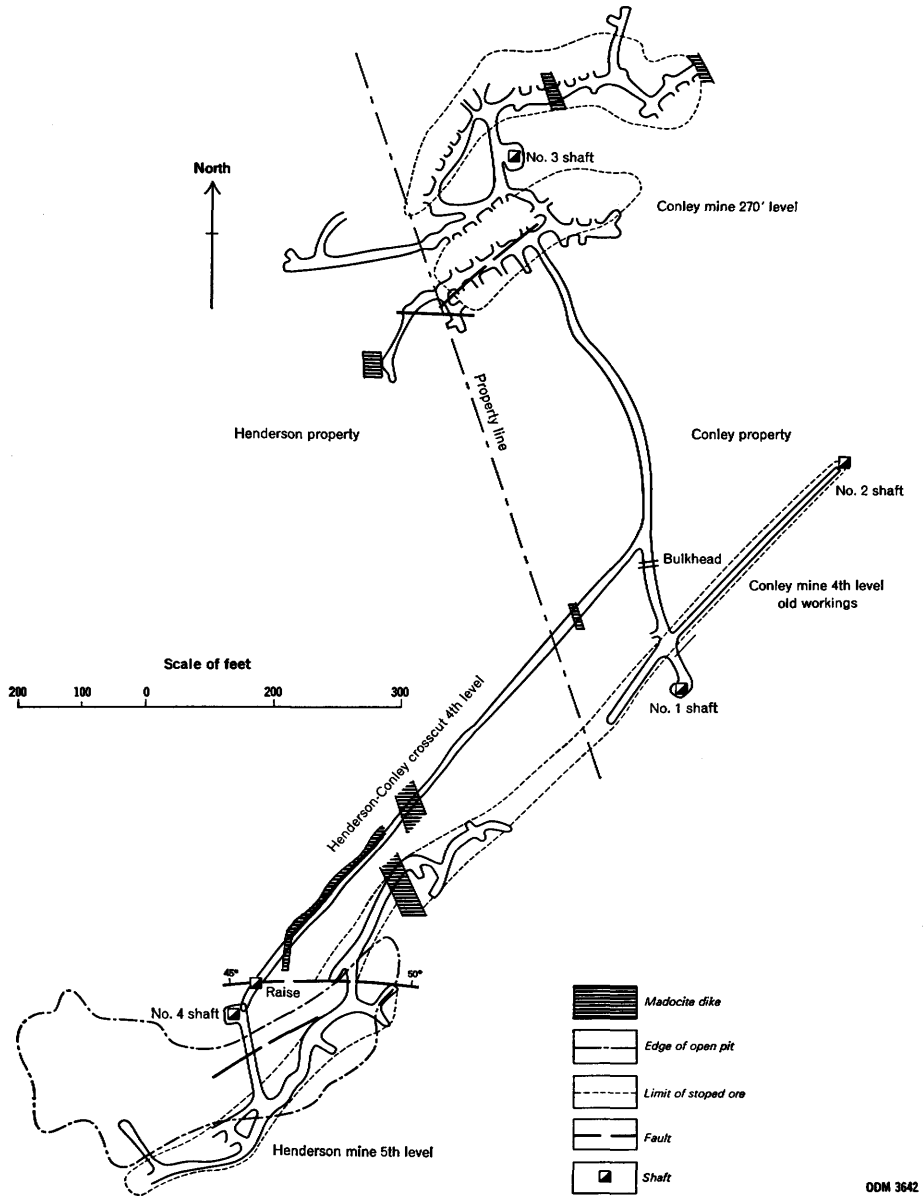 North
No. 3 shaft
Conley mine 270' level
Property line
Henderson property
Conley property
No. 2 shaft
Bulkhead
Conley mine 4th level
old workings
Scale of feet
200 100 0 200 300
No. 1 shaft
Henderson-Conley crosscut 4th level
45°
50°
Raise
No. 4 shaft
Madocite dike
Edge of open pit
Limit of stoped ore
Fault
Shaft
Henderson mine 5th level
ODM 3642